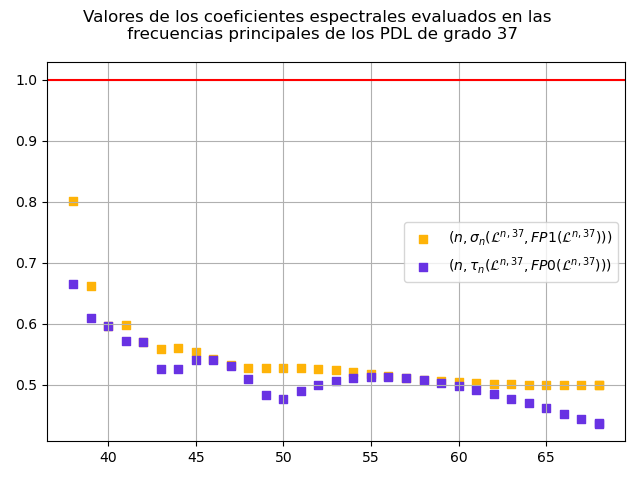 Valores de los coeficientes espectrales evaluados en las
frecuencias principales de los PDL de grado 37
1.0
0.9
0.8
0.7
0.6
0.5
(n, σₙ(ℒⁿ,³⁷, FP1(ℒⁿ,³⁷)))
(n, τₙ(ℒⁿ,³⁷, FP0(ℒⁿ,³⁷)))
40 45 50 55 60 65